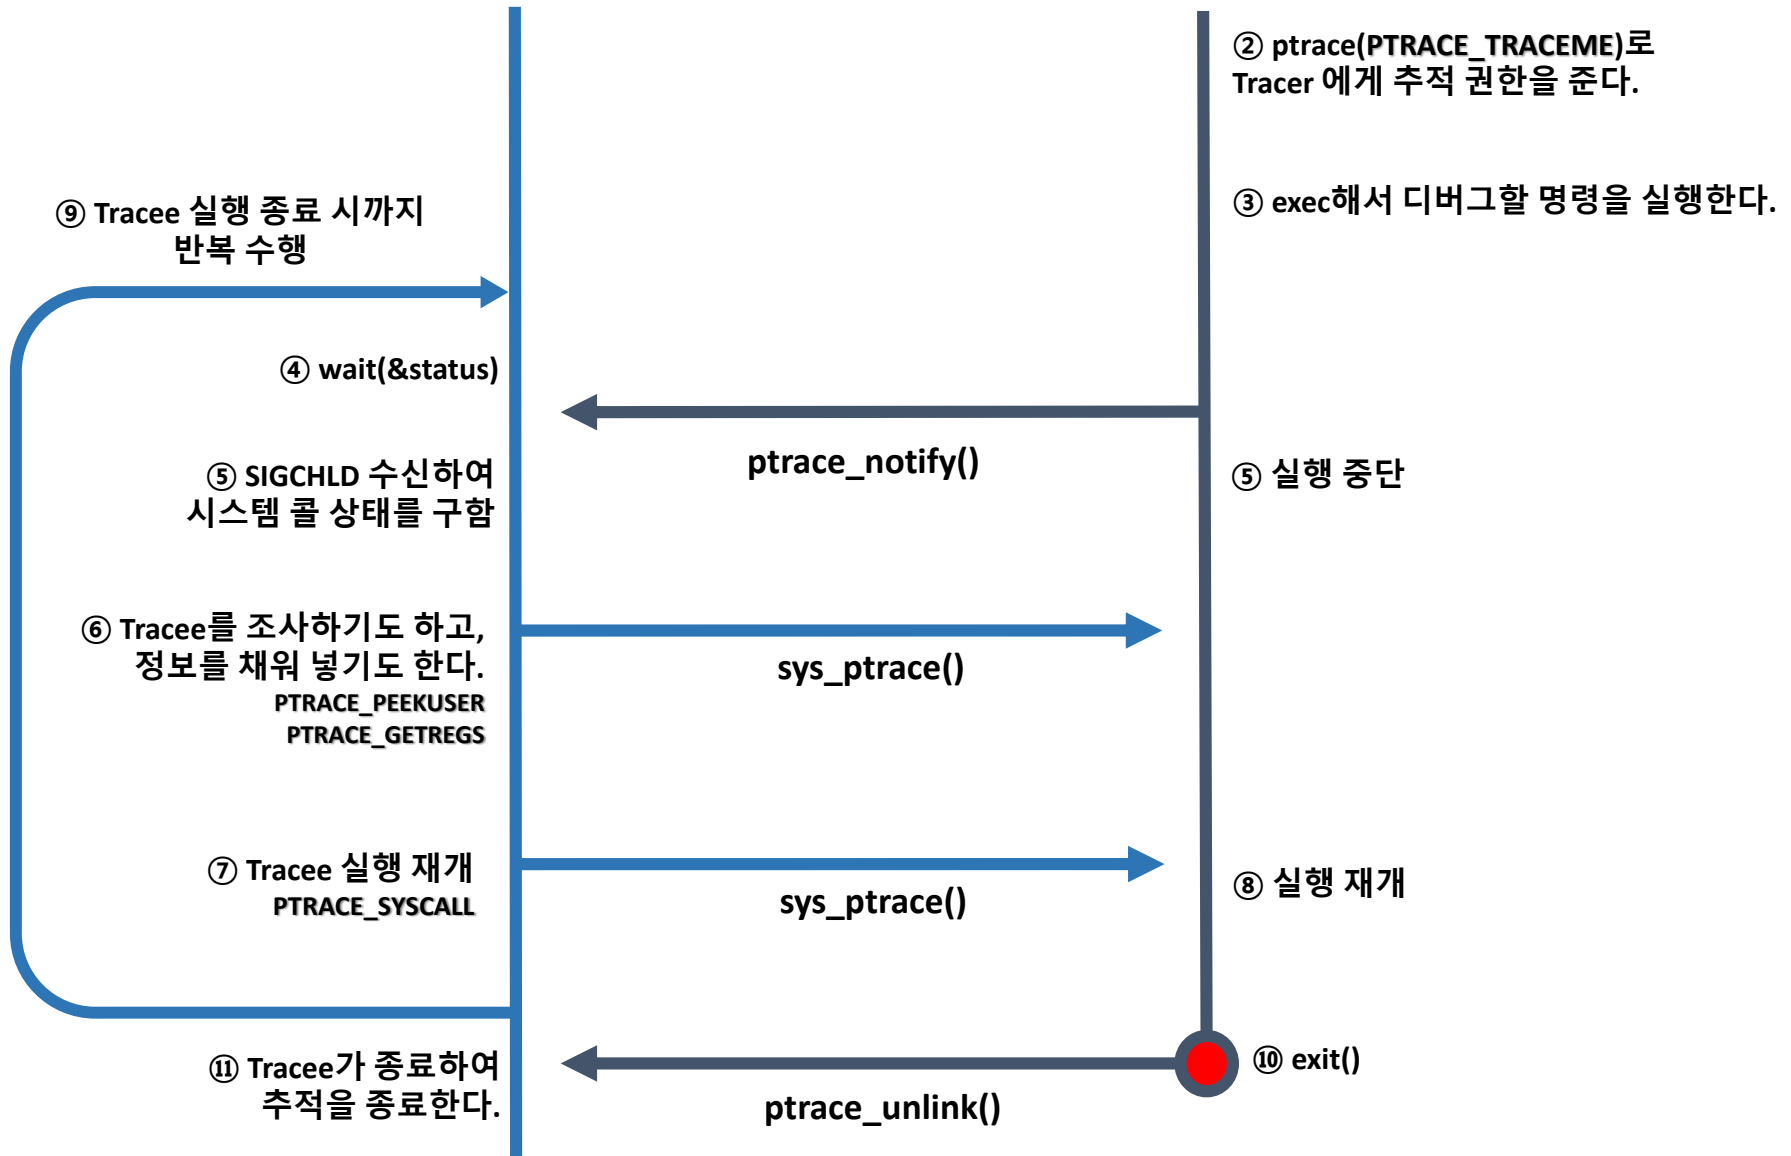 ② ptrace(PTRACE_TRACEME)로
Tracer 에게 추적 권한을 준다.
③ exec해서 디버그할 명령을 실행한다.
⑨ Tracee 실행 종료 시까지
반복 수행
④ wait(&status)
ptrace_notify()
⑤ SIGCHLD 수신하여
시스템 콜 상태를 구함
⑤ 실행 중단
⑥ Tracee를 조사하기도 하고,
정보를 채워 넣기도 한다.
PTRACE_PEEKUSER
PTRACE_GETREGS
sys_ptrace()
⑦ Tracee 실행 재개
PTRACE_SYSCALL
sys_ptrace()
⑧ 실행 재개
⑩ exit()
⑪ Tracee가 종료하여
추적을 종료한다.
ptrace_unlink()